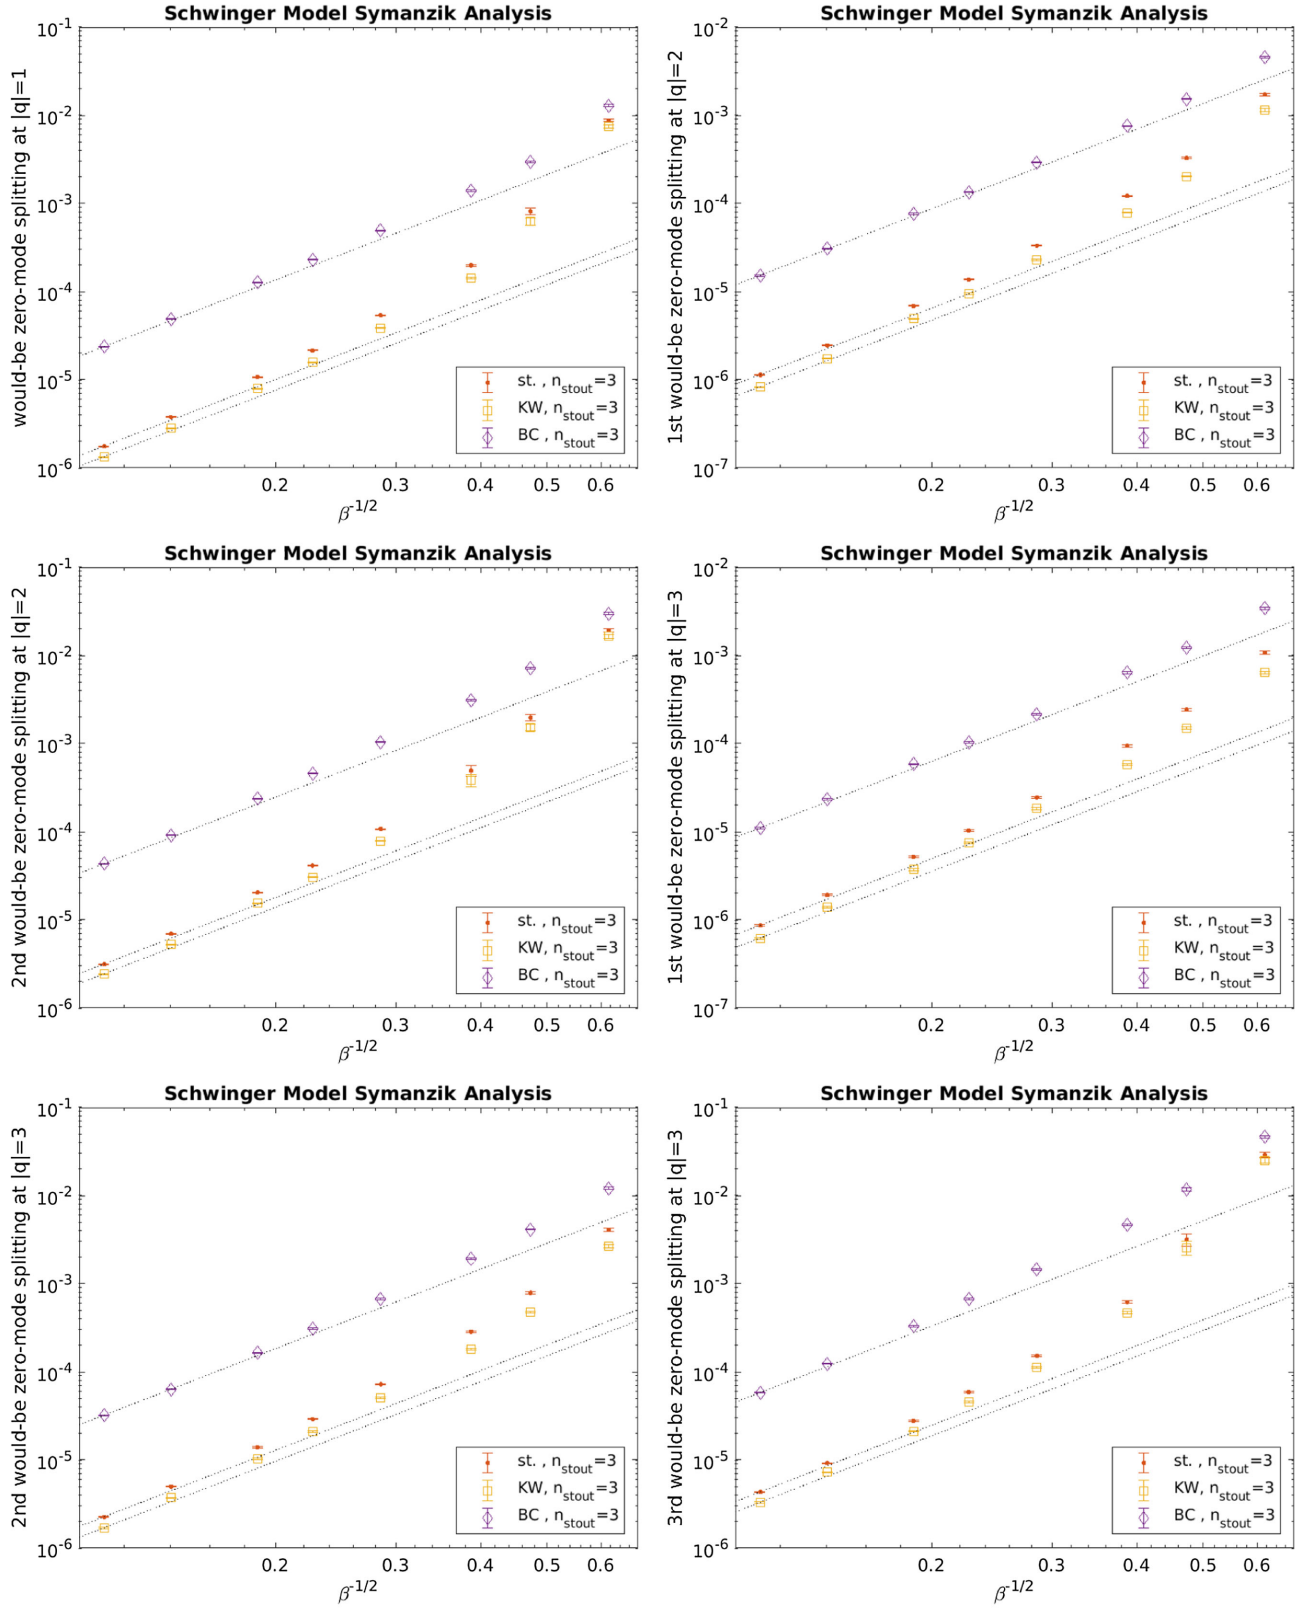 Schwinger Model Symanzik Analysis
would-be zero-mode splitting at |q|=1
10^-1
10^-2
10^-3
10^-4
10^-5
10^-6
st. , n_stout=3
KW, n_stout=3
BC , n_stout=3
0.2 0.3 0.4 0.5 0.6
β^-1/2
Schwinger Model Symanzik Analysis
1st would-be zero-mode splitting at |q|=2
10^-2
10^-3
10^-4
10^-5
10^-6
10^-7
st. , n_stout=3
KW, n_stout=3
BC , n_stout=3
0.2 0.3 0.4 0.5 0.6
β^-1/2
Schwinger Model Symanzik Analysis
2nd would-be zero-mode splitting at |q|=2
10^-1
10^-2
10^-3
10^-4
10^-5
10^-6
st. , n_stout=3
KW, n_stout=3
BC , n_stout=3
0.2 0.3 0.4 0.5 0.6
β^-1/2
Schwinger Model Symanzik Analysis
1st would-be zero-mode splitting at |q|=3
10^-2
10^-3
10^-4
10^-5
10^-6
10^-7
st. , n_stout=3
KW, n_stout=3
BC , n_stout=3
0.2 0.3 0.4 0.5 0.6
β^-1/2
Schwinger Model Symanzik Analysis
2nd would-be zero-mode splitting at |q|=3
10^-1
10^-2
10^-3
10^-4
10^-5
10^-6
st. , n_stout=3
KW, n_stout=3
BC , n_stout=3
0.2 0.3 0.4 0.5 0.6
β^-1/2
Schwinger Model Symanzik Analysis
3rd would-be zero-mode splitting at |q|=3
10^-1
10^-2
10^-3
10^-4
10^-5
10^-6
st. , n_stout=3
KW, n_stout=3
BC , n_stout=3
0.2 0.3 0.4 0.5 0.6
β^-1/2